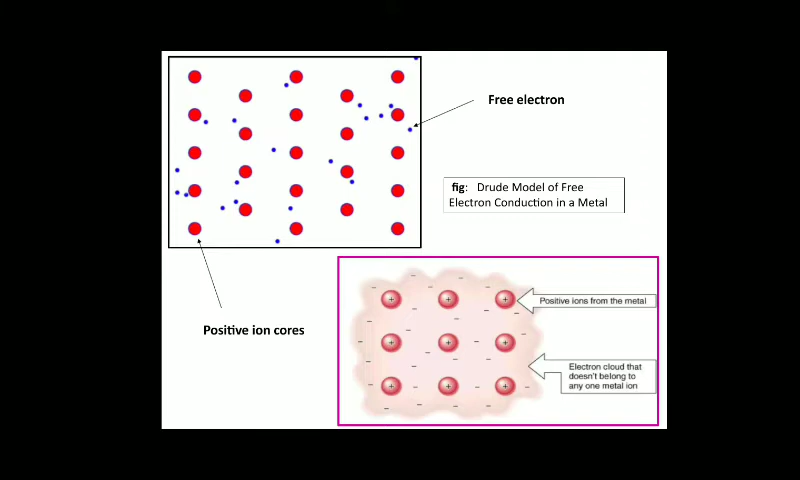 Free electron
fig: Drude Model of Free
Electron Conduction in a Metal
Positive ion cores
Positive ions from the metal
Electron cloud that
doesn't belong to
any one metal ion